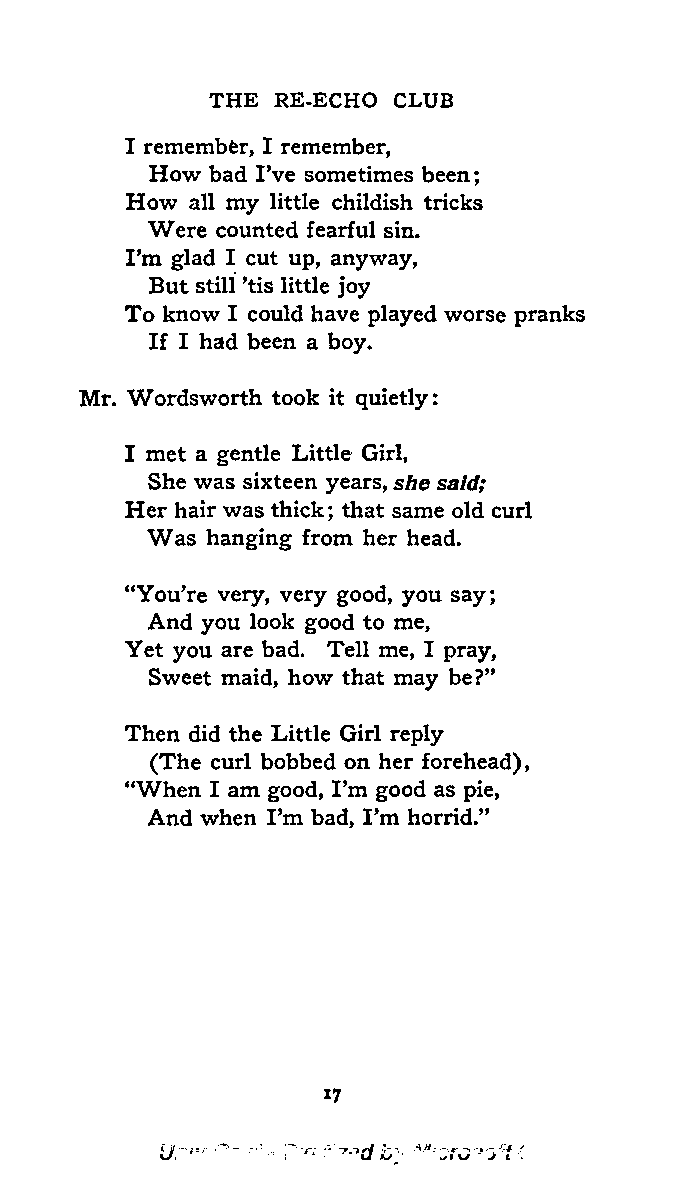 THE RE-ECHO CLUB
I remember, I remember,
How bad I've sometimes been;
How all my little childish tricks
Were counted fearful sin.
I'm glad I cut up, anyway,
But still 'tis little joy
To know I could have played worse pranks
If I had been a boy.
Mr. Wordsworth took it quietly:
I met a gentle Little Girl,
She was sixteen years, she said;
Her hair was thick; that same old curl
Was hanging from her head.
“You're very, very good, you say;
And you look good to me,
Yet you are bad. Tell me, I pray,
Sweet maid, how that may be?”
Then did the Little Girl reply
(The curl bobbed on her forehead),
“When I am good, I'm good as pie,
And when I'm bad, I'm horrid.”
17
by